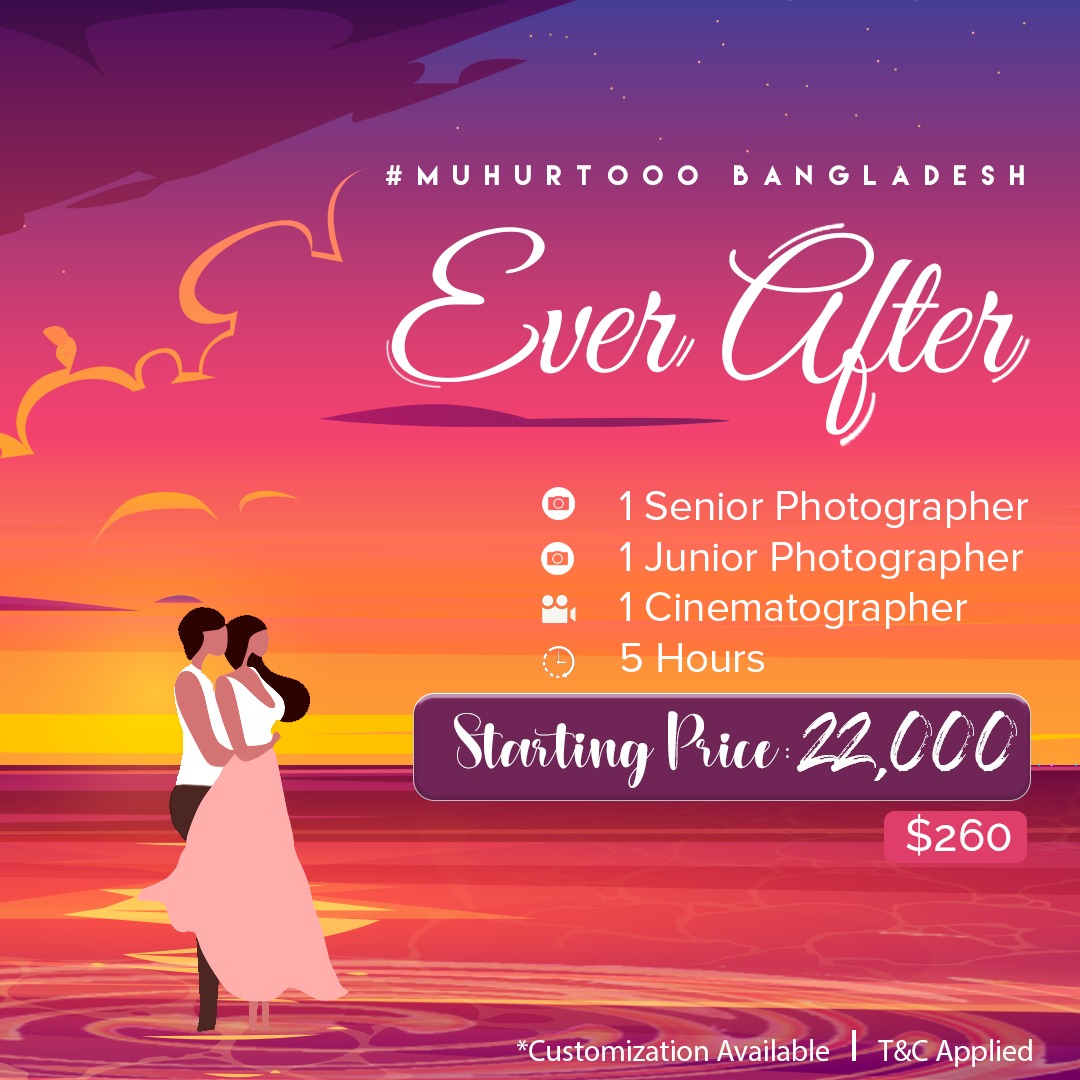 #MUHURTOOO BANGLADESH
Ever After
1 Senior Photographer
1 Junior Photographer
1 Cinematographer
5 Hours
Starting Price: 22,000
$260
*Customization Available | T&C Applied